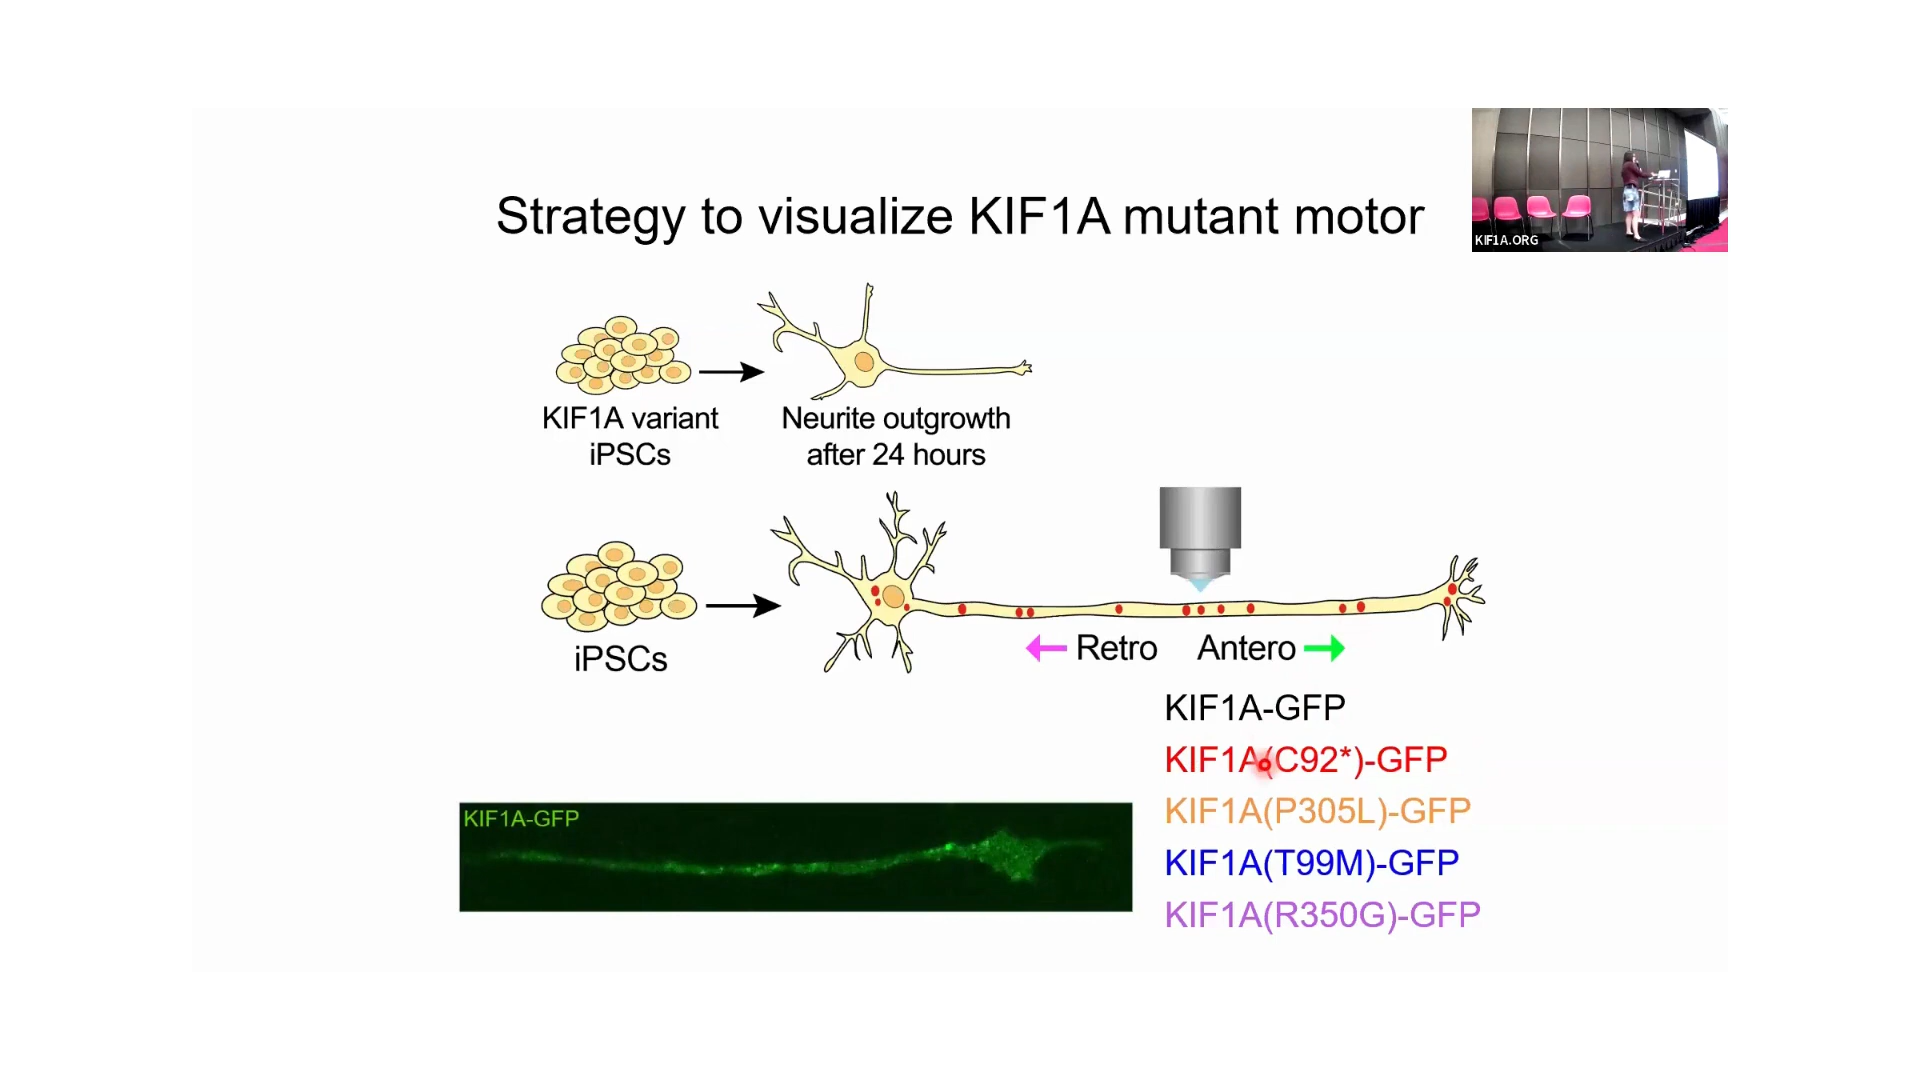 Strategy to visualize KIF1A mutant motor
KIF1A.ORG
KIF1A variant
iPSCs
Neurite outgrowth
after 24 hours
iPSCs
Retro
Antero
KIF1A-GFP
KIF1A(C92*)-GFP
KIF1A(P305L)-GFP
KIF1A(T99M)-GFP
KIF1A(R350G)-GFP
KIF1A-GFP